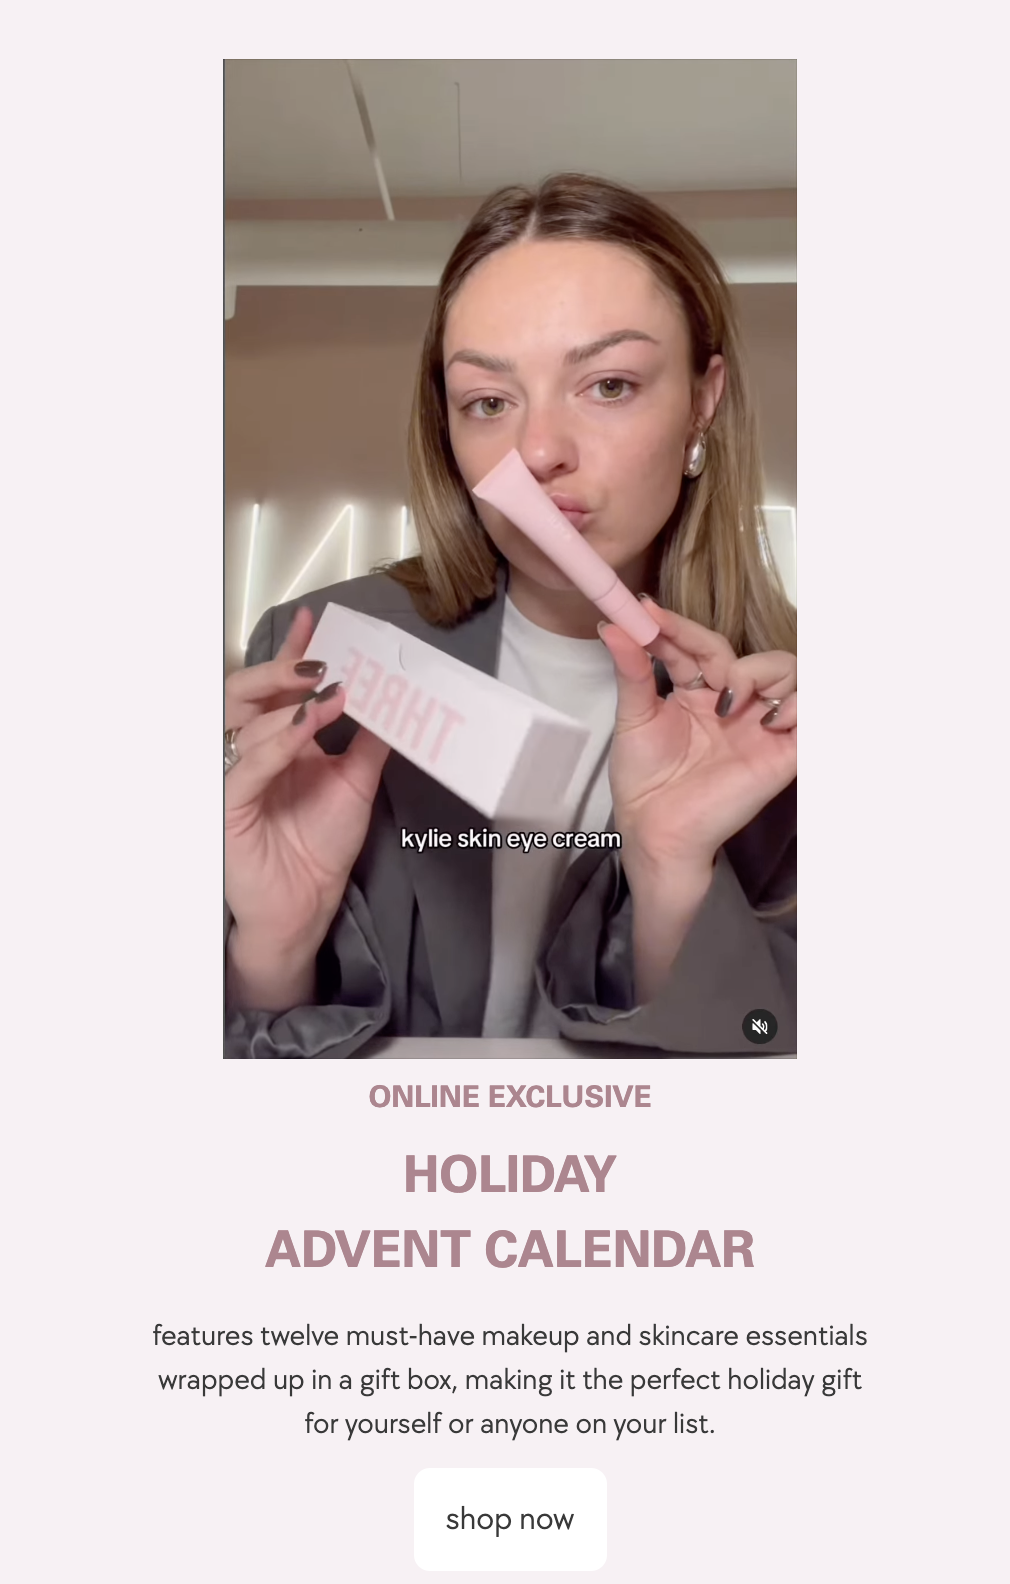 THREE
kylie skin eye cream
ONLINE EXCLUSIVE
HOLIDAY
ADVENT CALENDAR
features twelve must-have makeup and skincare essentials
wrapped up in a gift box, making it the perfect holiday gift
for yourself or anyone on your list.
shop now